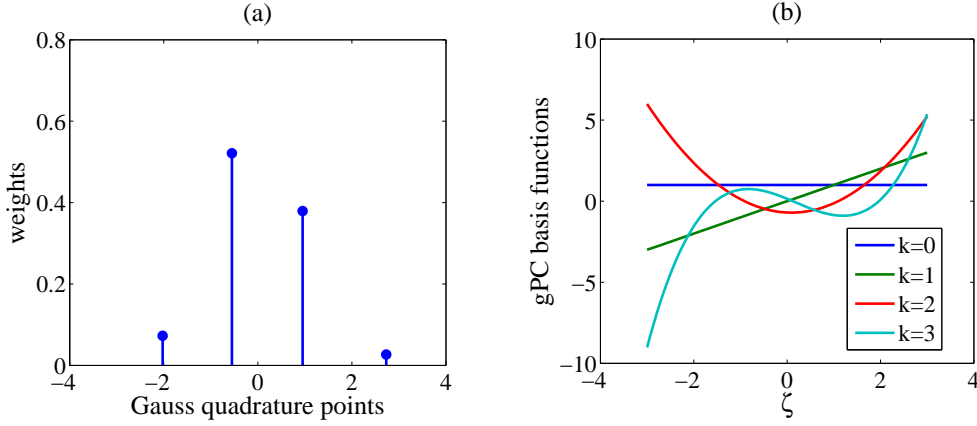 (a)
0.8
0.6
0.4
0.2
0
weights
−4
−2
0
2
4
Gauss quadrature points
(b)
10
5
0
−5
−10
gPC basis functions
k=0
k=1
k=2
k=3
−4
−2
0
2
4
ζ